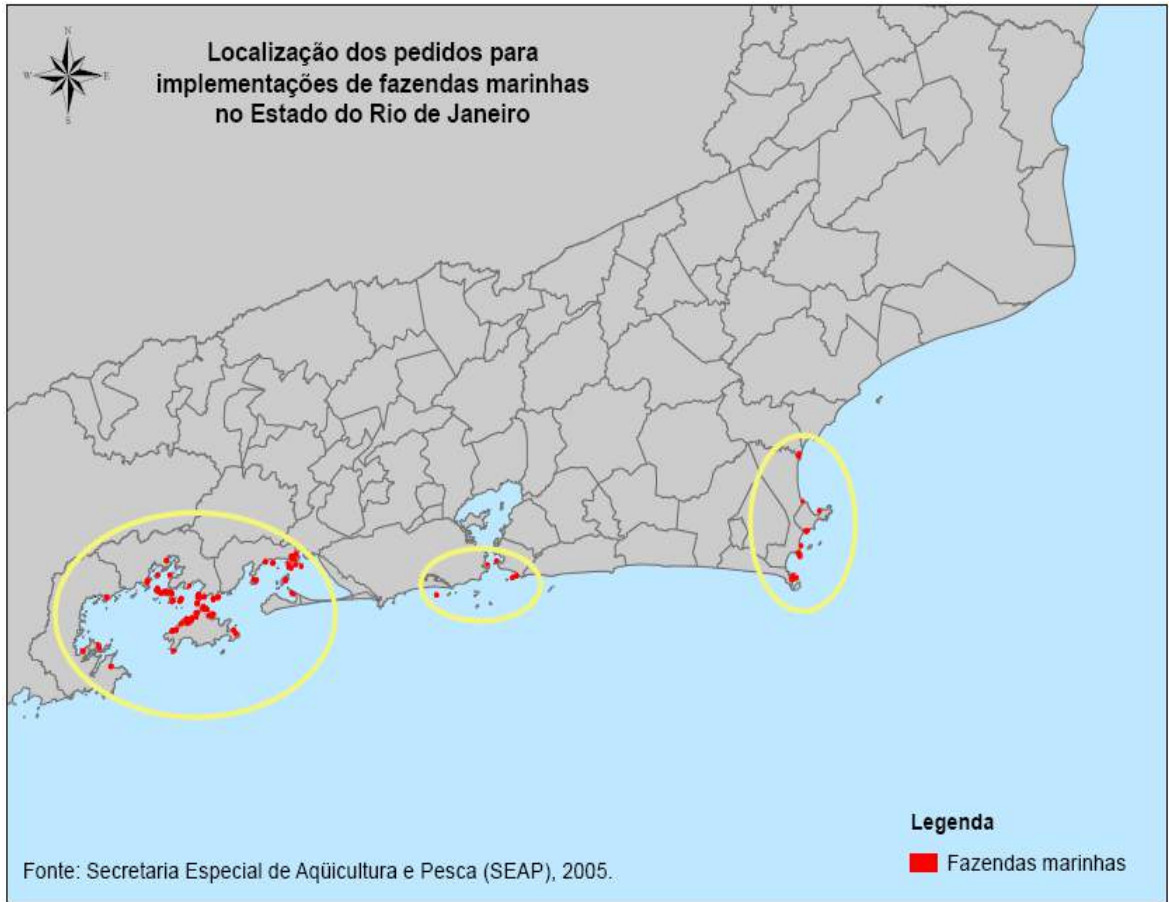 N
W
E
S
Localização dos pedidos para
implementações de fazendas marinhas
no Estado do Rio de Janeiro
Legenda
Fazendas marinhas
Fonte: Secretaria Especial de Aqüicultura e Pesca (SEAP), 2005.